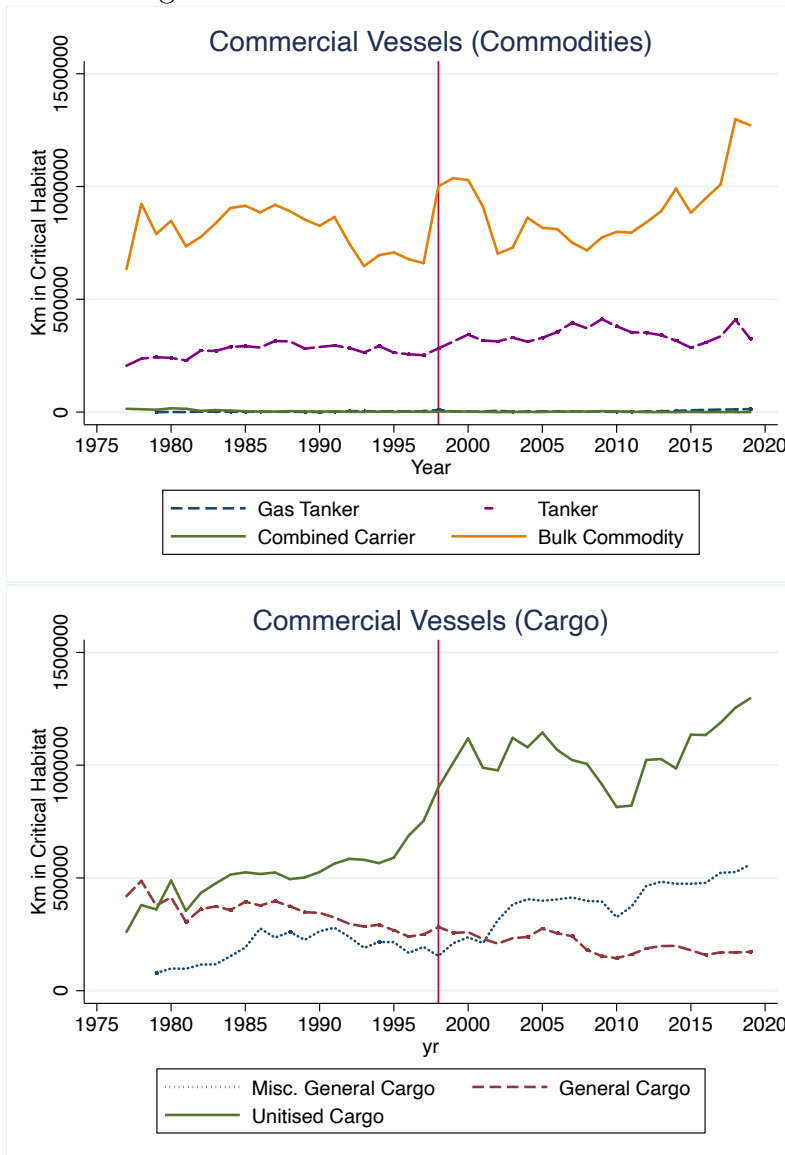 Commercial Vessels (Commodities)
Km in Critical Habitat
1500000
1000000
500000
0
1975 1980 1985 1990 1995 2000 2005 2010 2015 2020
Year
Gas Tanker Tanker
Combined Carrier Bulk Commodity
Commercial Vessels (Cargo)
Km in Critical Habitat
1500000
1000000
500000
0
1975 1980 1985 1990 1995 2000 2005 2010 2015 2020
yr
Misc. General Cargo General Cargo
Unitised Cargo